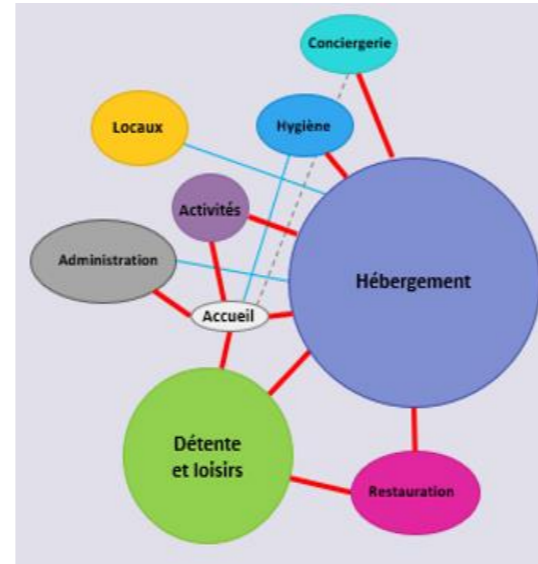 Conciergerie
Locaux
Hygiène
Activités
Administration
Hébergement
Accueil
Détente
et loisirs
Restauration